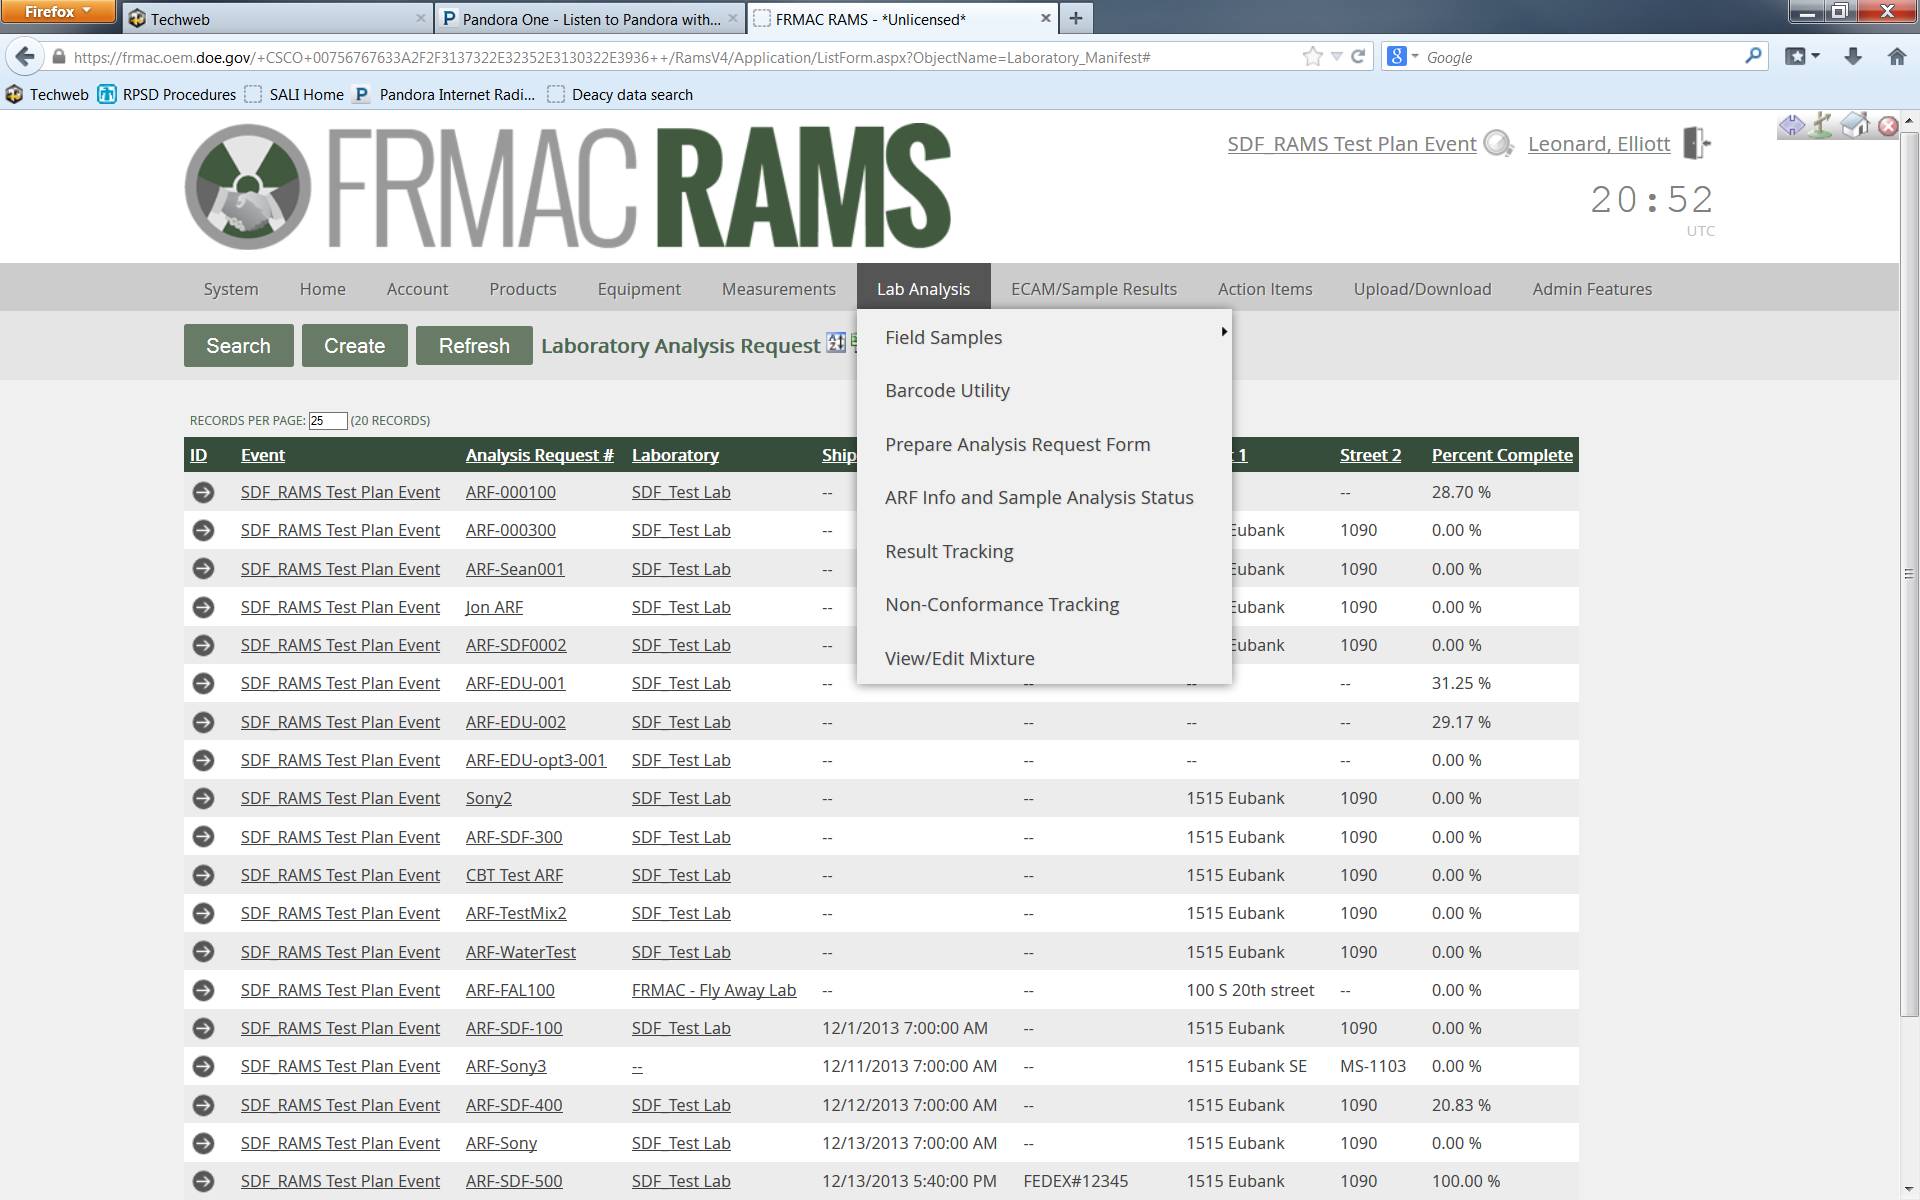 Firefox
Techweb
Pandora One - Listen to Pandora with...
FRMAC RAMS - *Unlicensed*
https://frmac.oem.doe.gov/+CSCO+00756767633A2F2F3137322E32352E3130322E3936++/RamsV4/Application/ListForm.aspx?ObjectName=Laboratory_Manifest#
Google
Techweb RPSD Procedures SALI Home Pandora Internet Radi... Deacy data search
FRMAC RAMS
SDF_RAMS Test Plan Event Leonard, Elliott
20:52
UTC
System Home Account Products Equipment Measurements Lab Analysis ECAM/Sample Results Action Items Upload/Download Admin Features
Search Create Refresh Laboratory Analysis Request
Field Samples
Barcode Utility
Prepare Analysis Request Form
ARF Info and Sample Analysis Status
Result Tracking
Non-Conformance Tracking
View/Edit Mixture
RECORDS PER PAGE: 25 (20 RECORDS)
ID Event Analysis Request # Laboratory Ship 1 Street 2 Percent Complete
SDF_RAMS Test Plan Event ARF-000100 SDF_Test Lab -- -- 28.70 %
SDF_RAMS Test Plan Event ARF-000300 SDF_Test Lab -- Eubank 1090 0.00 %
SDF_RAMS Test Plan Event ARF-Sean001 SDF_Test Lab -- Eubank 1090 0.00 %
SDF_RAMS Test Plan Event Jon ARF SDF_Test Lab -- Eubank 1090 0.00 %
SDF_RAMS Test Plan Event ARF-SDF0002 SDF_Test Lab -- Eubank 1090 0.00 %
SDF_RAMS Test Plan Event ARF-EDU-001 SDF_Test Lab -- -- -- -- 31.25 %
SDF_RAMS Test Plan Event ARF-EDU-002 SDF_Test Lab -- -- -- -- 29.17 %
SDF_RAMS Test Plan Event ARF-EDU-opt3-001 SDF_Test Lab -- -- -- -- 0.00 %
SDF_RAMS Test Plan Event Sony2 SDF_Test Lab -- -- 1515 Eubank 1090 0.00 %
SDF_RAMS Test Plan Event ARF-SDF-300 SDF_Test Lab -- -- 1515 Eubank 1090 0.00 %
SDF_RAMS Test Plan Event CBT Test ARF SDF_Test Lab -- -- 1515 Eubank 1090 0.00 %
SDF_RAMS Test Plan Event ARF-TestMix2 SDF_Test Lab -- -- 1515 Eubank 1090 0.00 %
SDF_RAMS Test Plan Event ARF-WaterTest SDF_Test Lab -- -- 1515 Eubank 1090 0.00 %
SDF_RAMS Test Plan Event ARF-FAL100 FRMAC - Fly Away Lab -- -- 100 S 20th street -- 0.00 %
SDF_RAMS Test Plan Event ARF-SDF-100 SDF_Test Lab 12/1/2013 7:00:00 AM -- 1515 Eubank 1090 0.00 %
SDF_RAMS Test Plan Event ARF-Sony3 -- 12/11/2013 7:00:00 AM -- 1515 Eubank SE MS-1103 0.00 %
SDF_RAMS Test Plan Event ARF-SDF-400 SDF_Test Lab 12/12/2013 7:00:00 AM -- 1515 Eubank 1090 20.83 %
SDF_RAMS Test Plan Event ARF-Sony SDF_Test Lab 12/13/2013 7:00:00 AM -- 1515 Eubank 1090 0.00 %
SDF_RAMS Test Plan Event ARF-SDF-500 SDF_Test Lab 12/13/2013 5:40:00 PM FEDEX#12345 1515 Eubank 1090 100.00 %